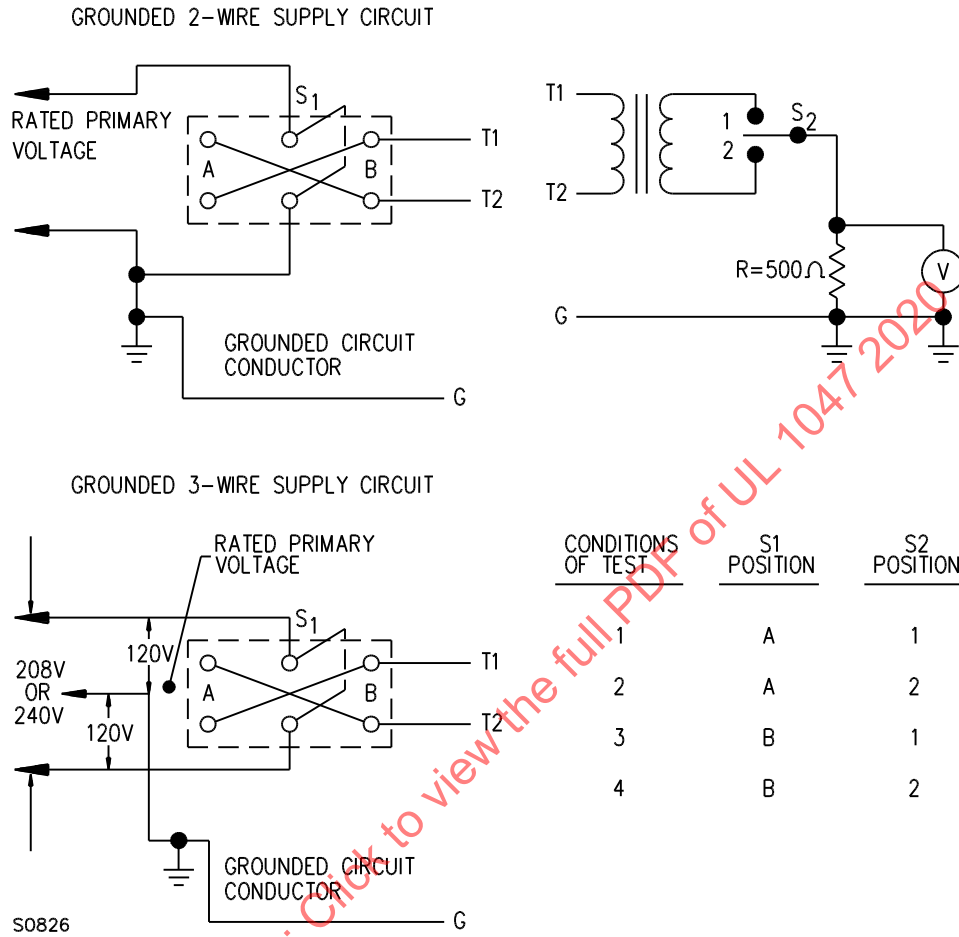 GROUNDED 2-WIRE SUPPLY CIRCUIT
S1
RATED PRIMARY
VOLTAGE
A
B
T1
T2
GROUNDED CIRCUIT
CONDUCTOR
G
T1
T2
1
2
S2
R=500Ω
V
G
GROUNDED 3-WIRE SUPPLY CIRCUIT
RATED PRIMARY
VOLTAGE
S1
120V
208V
OR
240V
120V
A
B
T1
T2
GROUNDED CIRCUIT
CONDUCTOR
G
S0826
CONDITIONS OF TEST S1 POSITION S2 POSITION
1 A 1
2 A 2
3 B 1
4 B 2
: Click to view the full PDF of UL 1047 2020